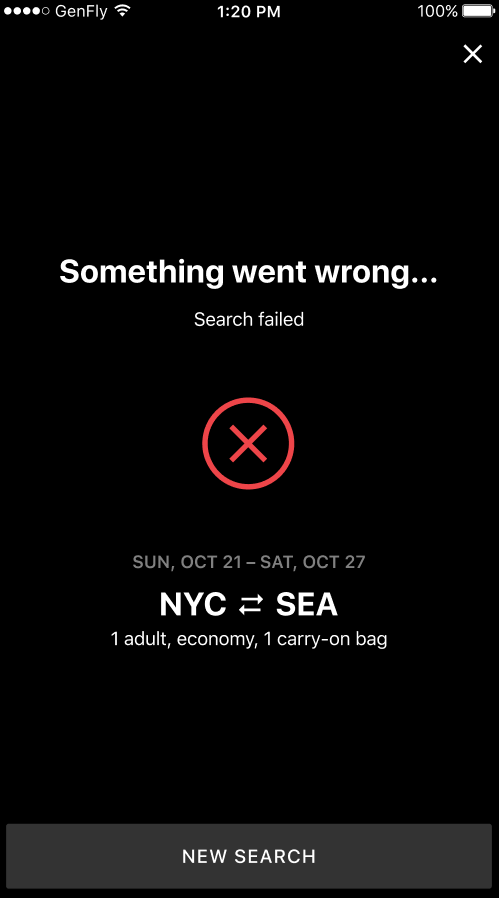 GenFly 1:20 PM 100%
Something went wrong...
Search failed
SUN, OCT 21 – SAT, OCT 27
NYC ⇄ SEA
1 adult, economy, 1 carry-on bag
NEW SEARCH